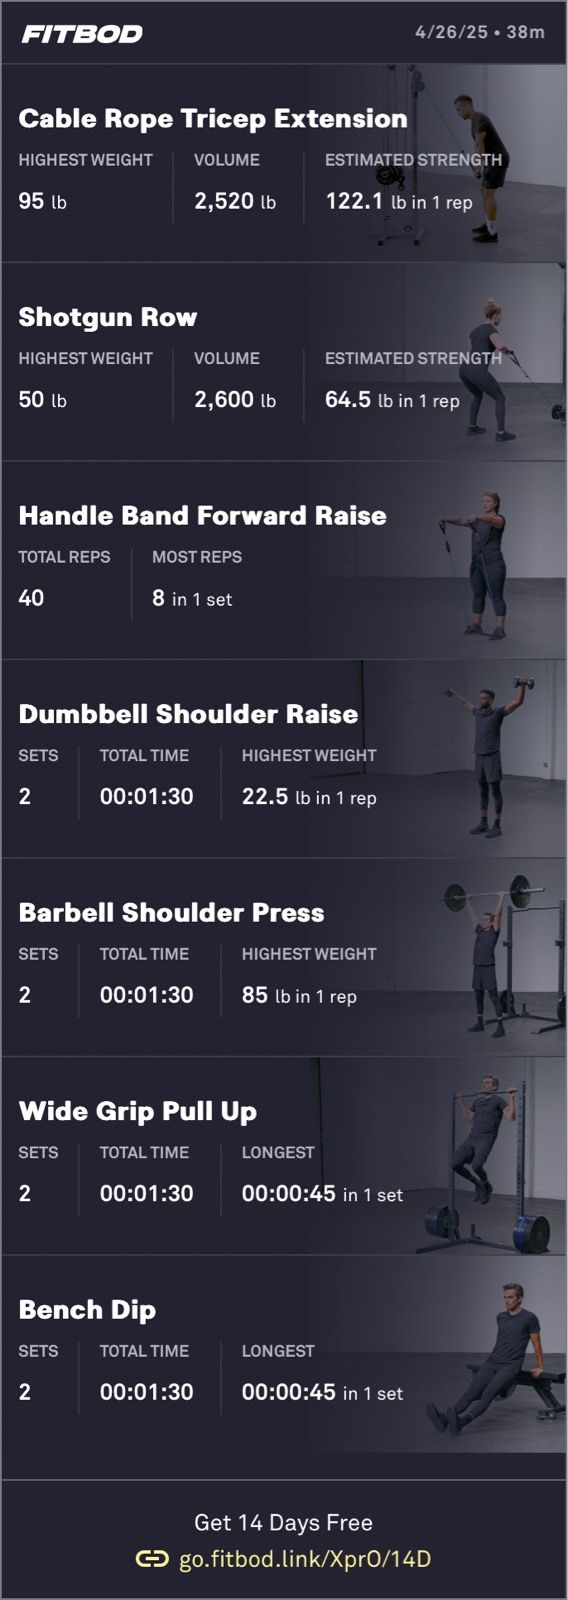 FITBOD 4/26/25 • 38m
Cable Rope Tricep Extension
HIGHEST WEIGHT VOLUME ESTIMATED STRENGTH
95 lb 2,520 lb 122.1 lb in 1 rep
Shotgun Row
HIGHEST WEIGHT VOLUME ESTIMATED STRENGTH
50 lb 2,600 lb 64.5 lb in 1 rep
Handle Band Forward Raise
TOTAL REPS MOST REPS
40 8 in 1 set
Dumbbell Shoulder Raise
SETS TOTAL TIME HIGHEST WEIGHT
2 00:01:30 22.5 lb in 1 rep
Barbell Shoulder Press
SETS TOTAL TIME HIGHEST WEIGHT
2 00:01:30 85 lb in 1 rep
Wide Grip Pull Up
SETS TOTAL TIME LONGEST
2 00:01:30 00:00:45 in 1 set
Bench Dip
SETS TOTAL TIME LONGEST
2 00:01:30 00:00:45 in 1 set
Get 14 Days Free
go.fitbod.link/XprO/14D